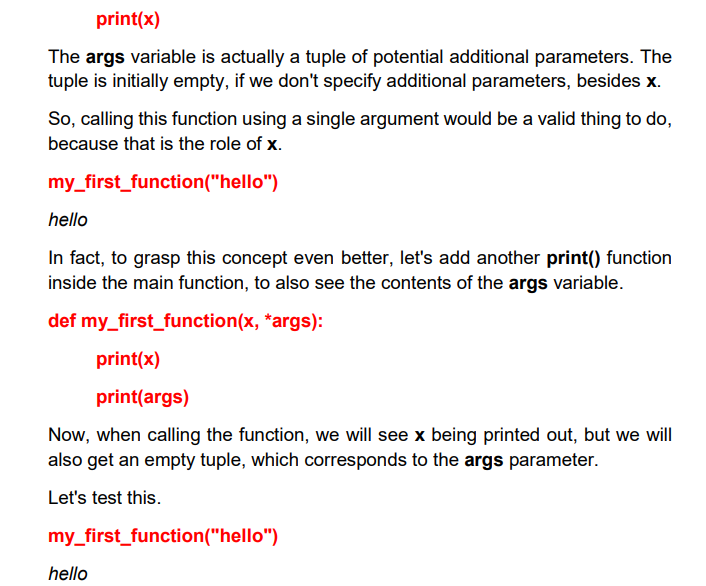 print(x)
The args variable is actually a tuple of potential additional parameters. The
tuple is initially empty, if we don't specify additional parameters, besides x.
So, calling this function using a single argument would be a valid thing to do,
because that is the role of x.
my_first_function("hello")
hello
In fact, to grasp this concept even better, let's add another print() function
inside the main function, to also see the contents of the args variable.
def my_first_function(x, *args):
print(x)
print(args)
Now, when calling the function, we will see x being printed out, but we will
also get an empty tuple, which corresponds to the args parameter.
Let's test this.
my_first_function("hello")
hello